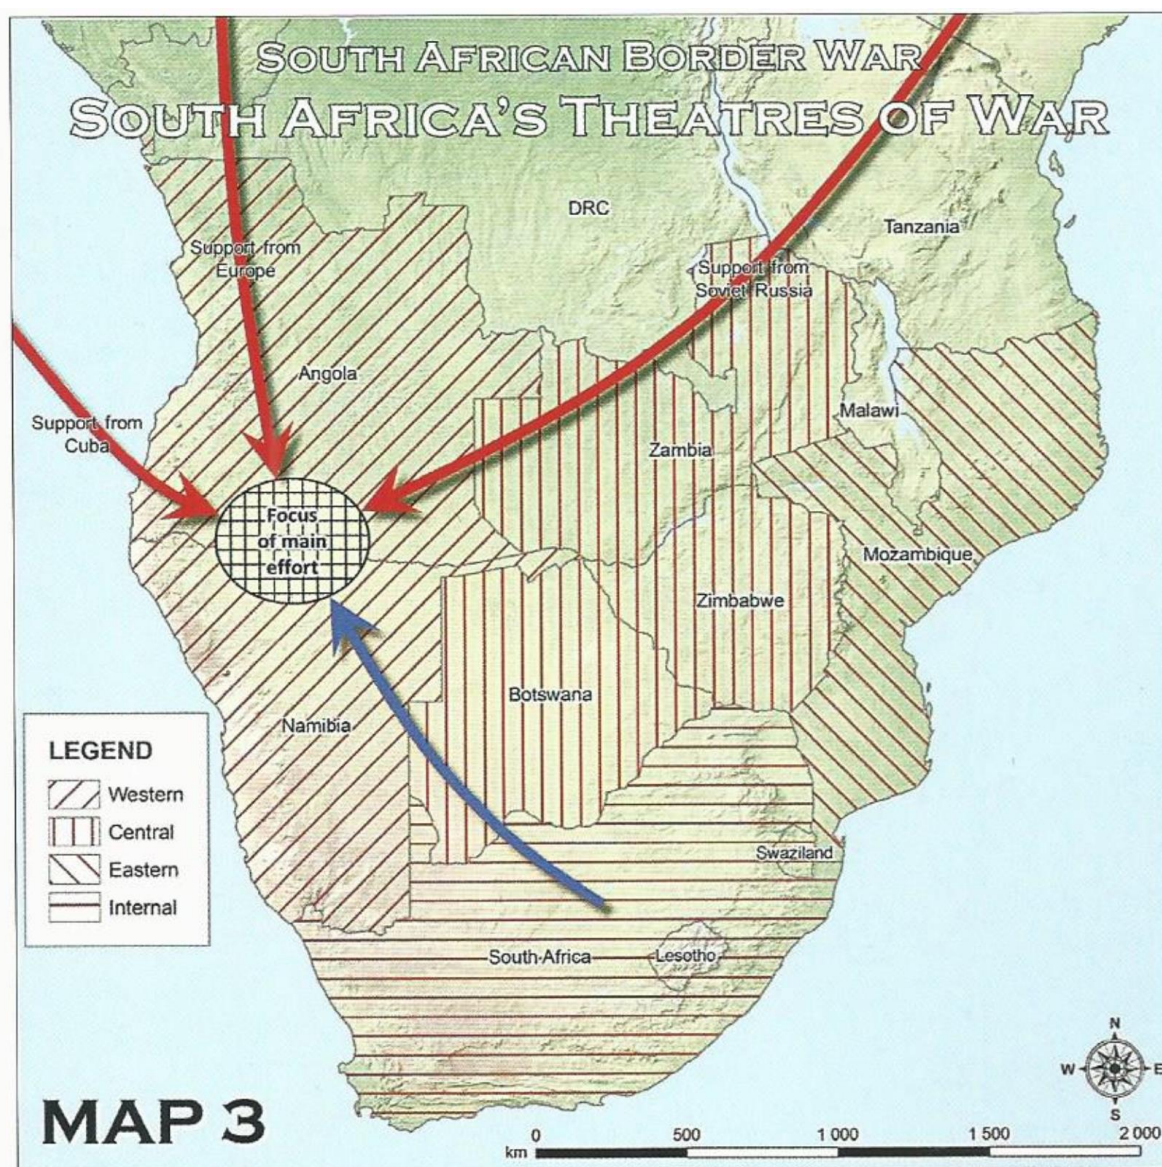 SOUTH AFRICAN BORDER WAR
SOUTH AFRICA'S THEATRES OF WAR
DRC
Tanzania
Support from
Europe
Support from
Soviet Russia
Angola
Support from
Cuba
Malawi
Zambia
Focus
of main
effort
Mozambique
Zimbabwe
Botswana
Namibia
LEGEND
Western
Central
Eastern
Internal
Swaziland
South Africa
Lesotho
N
W
E
S
MAP 3
km
0
500
1 000
1 500
2 000